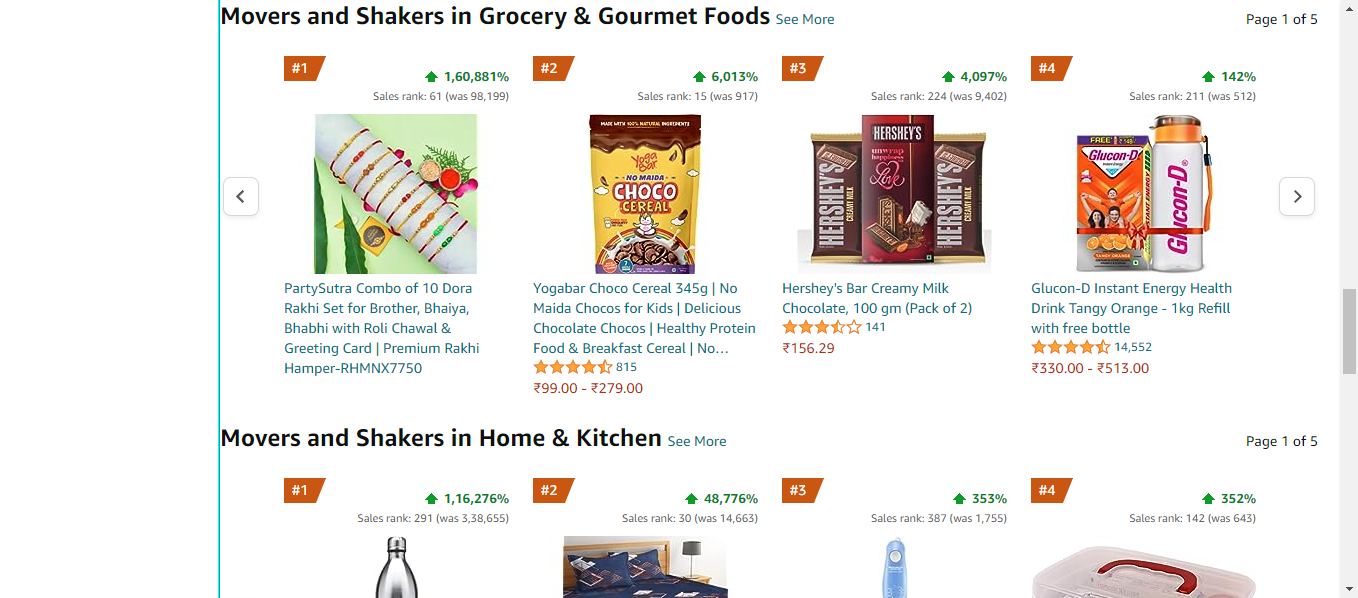 Movers and Shakers in Grocery & Gourmet Foods See More
Page 1 of 5
#1
1,60,881%
Sales rank: 61 (was 98,199)
PartySutra Combo of 10 Dora
Rakhi Set for Brother, Bhaiya,
Bhabhi with Roli Chawal &
Greeting Card | Premium Rakhi
Hamper-RHMNX7750
#2
6,013%
Sales rank: 15 (was 917)
MADE WITH 100% NATURAL INGREDIENTS
Yoga
Bar
NO MAIDA
CHOCO
CEREAL
Yogabar Choco Cereal 345g | No
Maida Chocos for Kids | Delicious
Chocolate Chocos | Healthy Protein
Food & Breakfast Cereal | No…
815
₹99.00 - ₹279.00
#3
4,097%
Sales rank: 224 (was 9,402)
HERSHEY'S
CREAMY MILK
HERSHEY'S
unwrap
happiness
Love
HERSHEY'S
CREAMY MILK
Hershey's Bar Creamy Milk
Chocolate, 100 gm (Pack of 2)
141
₹156.29
#4
142%
Sales rank: 211 (was 512)
FREE
Glucon-D
INSTANT ENERGY
TANGY ORANGE
Glucon-D
Glucon-D Instant Energy Health
Drink Tangy Orange - 1kg Refill
with free bottle
14,552
₹330.00 - ₹513.00
Movers and Shakers in Home & Kitchen See More
Page 1 of 5
#1
1,16,276%
Sales rank: 291 (was 3,38,655)
#2
48,776%
Sales rank: 30 (was 14,663)
#3
353%
Sales rank: 387 (was 1,755)
#4
352%
Sales rank: 142 (was 643)